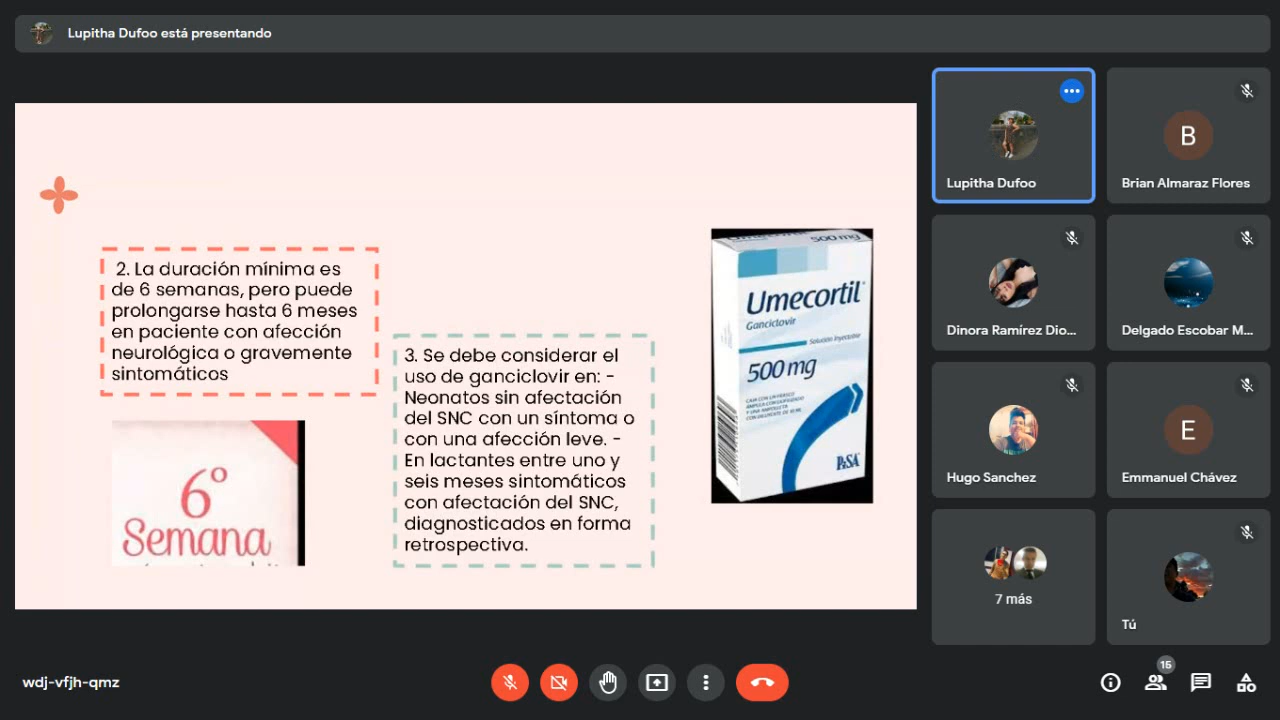 Lupitha Dufoo está presentando
2. La duración mínima es
de 6 semanas, pero puede
prolongarse hasta 6 meses
en paciente con afección
neurológica o gravemente
sintomáticos
6°
Semana
3. Se debe considerar el
uso de ganciclovir en: -
Neonatos sin afectación
del SNC con un síntoma o
con una afección leve. -
En lactantes entre uno y
seis meses sintomáticos
con afectación del SNC,
diagnosticados en forma
retrospectiva.
500 mg
Umecortil
Ganciclovir
Solución Inyectable
500 mg
PiSA
Lupitha Dufoo
B
Brian Almaraz Flores
Dinora Ramírez Dio...
Delgado Escobar M...
Hugo Sanchez
E
Emmanuel Chávez
7 más
Tú
wdj-vfjh-qmz
15